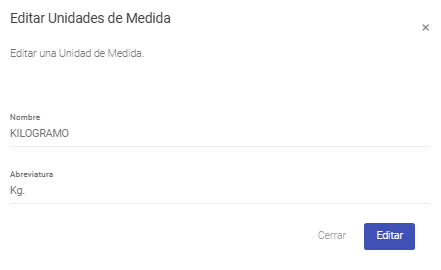 Editar Unidades de Medida
×
Editar una Unidad de Medida.
Nombre
KILOGRAMO
Abreviatura
Kg.
Cerrar
Editar